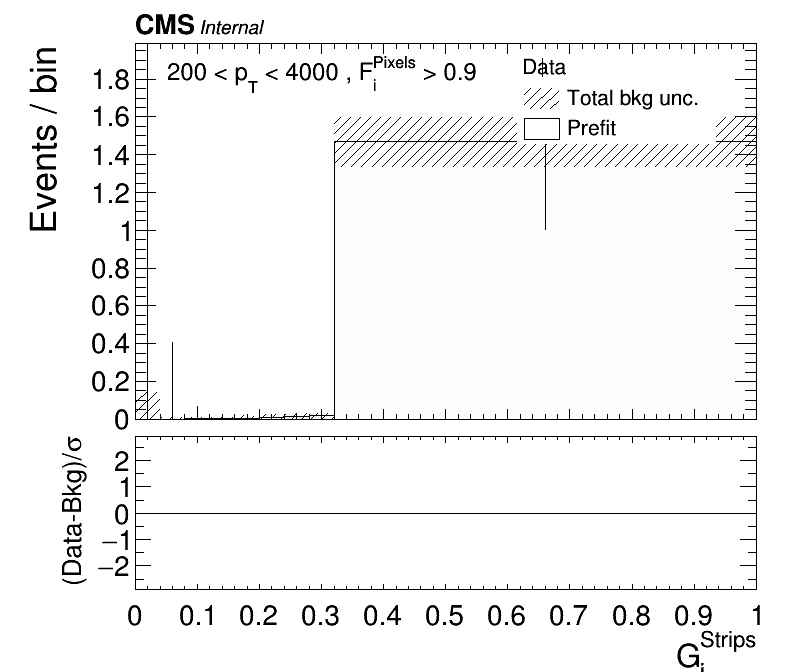 CMS Internal
Events / bin
200 < p_T < 4000 , F_i^Pixels > 0.9
Data
Total bkg unc.
Prefit
1.8
1.6
1.4
1.2
1
0.8
0.6
0.4
0.2
0
(Data-Bkg)/σ
2
1
0
−1
−2
0 0.1 0.2 0.3 0.4 0.5 0.6 0.7 0.8 0.9 1
G_i^Strips